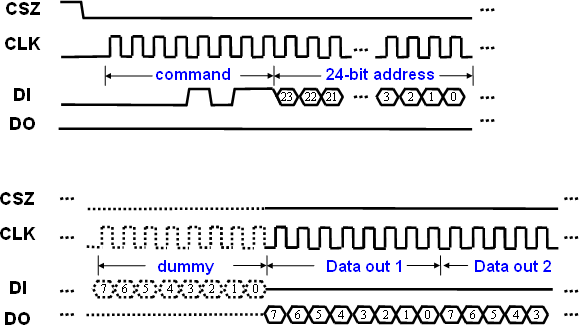 CSZ ...
CLK ...
command 24-bit address
DI 23 22 21 ... 3 2 1 0 ...
DO ...
CSZ ... ...
CLK ... ...
dummy Data out 1 Data out 2
DI ... 7 6 5 4 3 2 1 0 ...
DO ... 7 6 5 4 3 2 1 0 7 6 5 4 3 ...